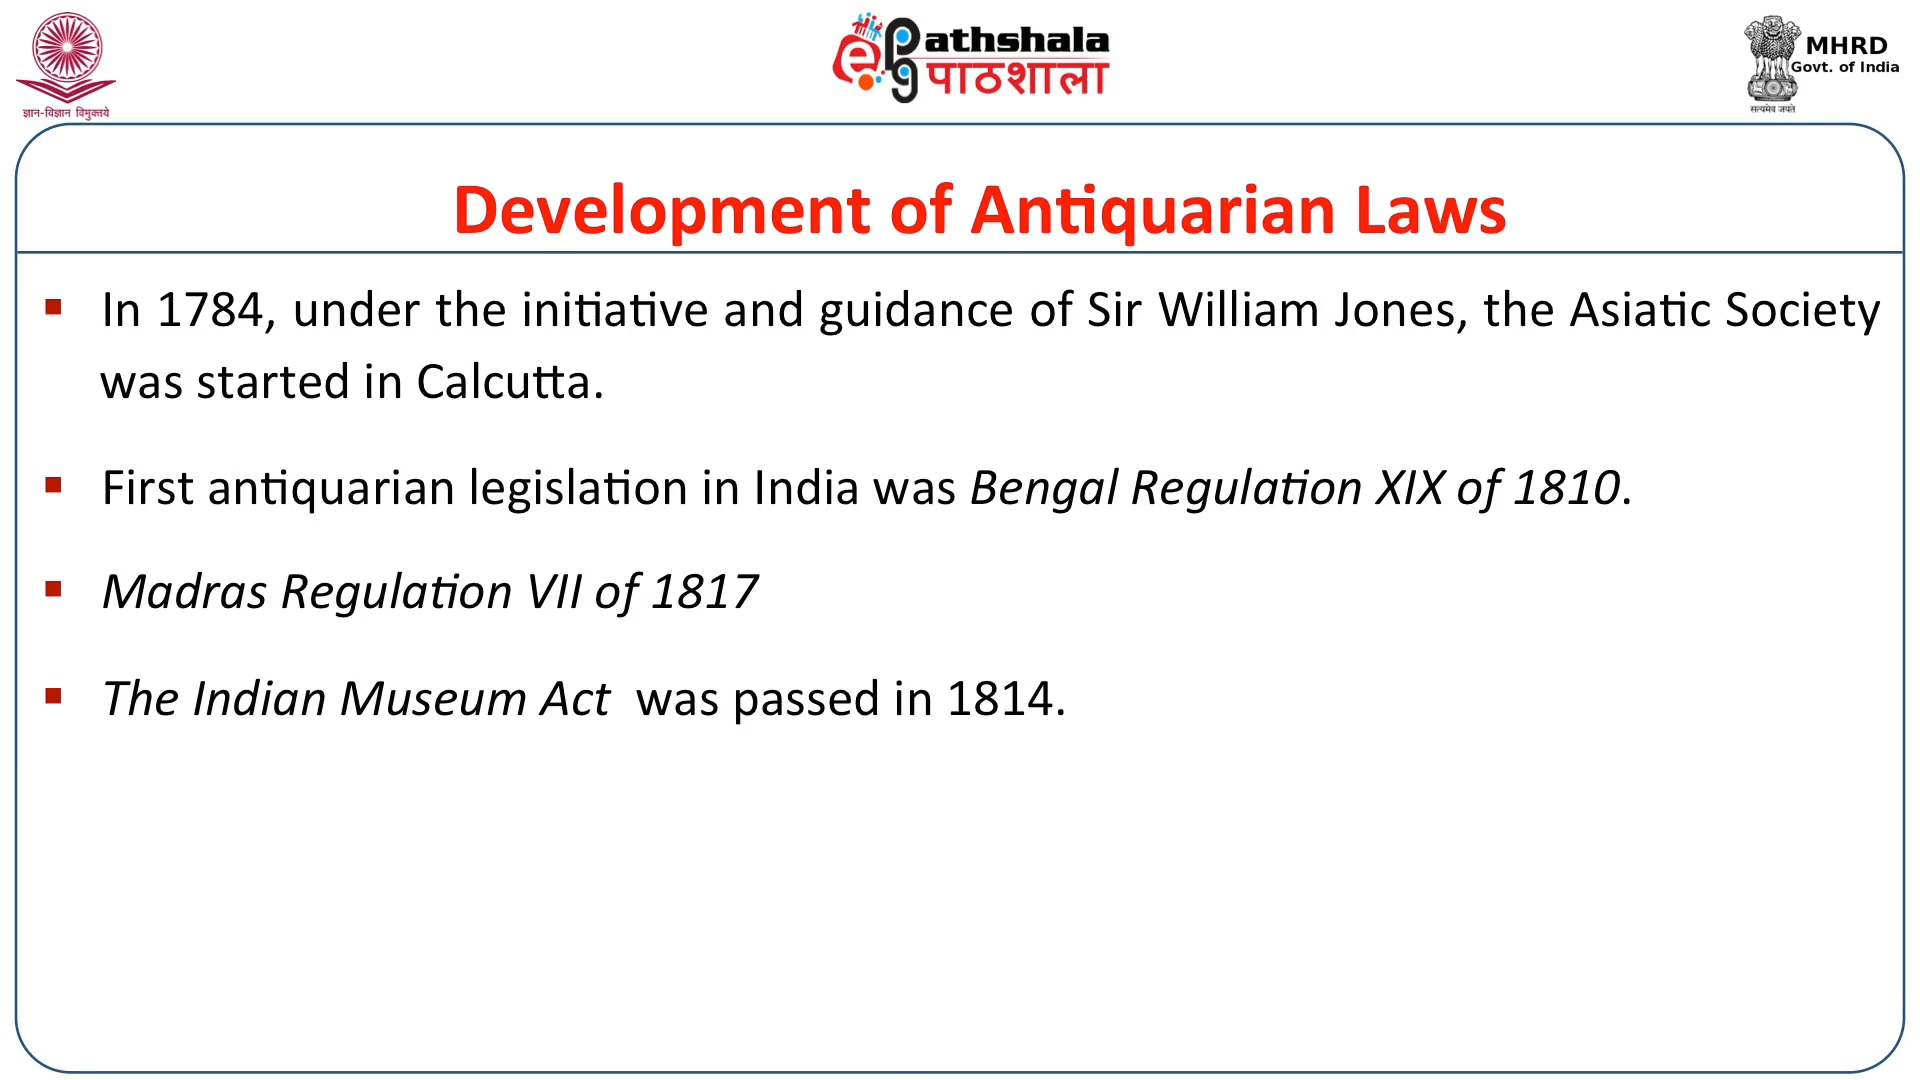 ज्ञान-विज्ञान विमुक्तये
ePathshala
पाठशाला
MHRD
Govt. of India
सत्यमेव जयते
Development of Antiquarian Laws
▪ In 1784, under the initiative and guidance of Sir William Jones, the Asiatic Society
was started in Calcutta.
▪ First antiquarian legislation in India was Bengal Regulation XIX of 1810.
▪ Madras Regulation VII of 1817
▪ The Indian Museum Act was passed in 1814.